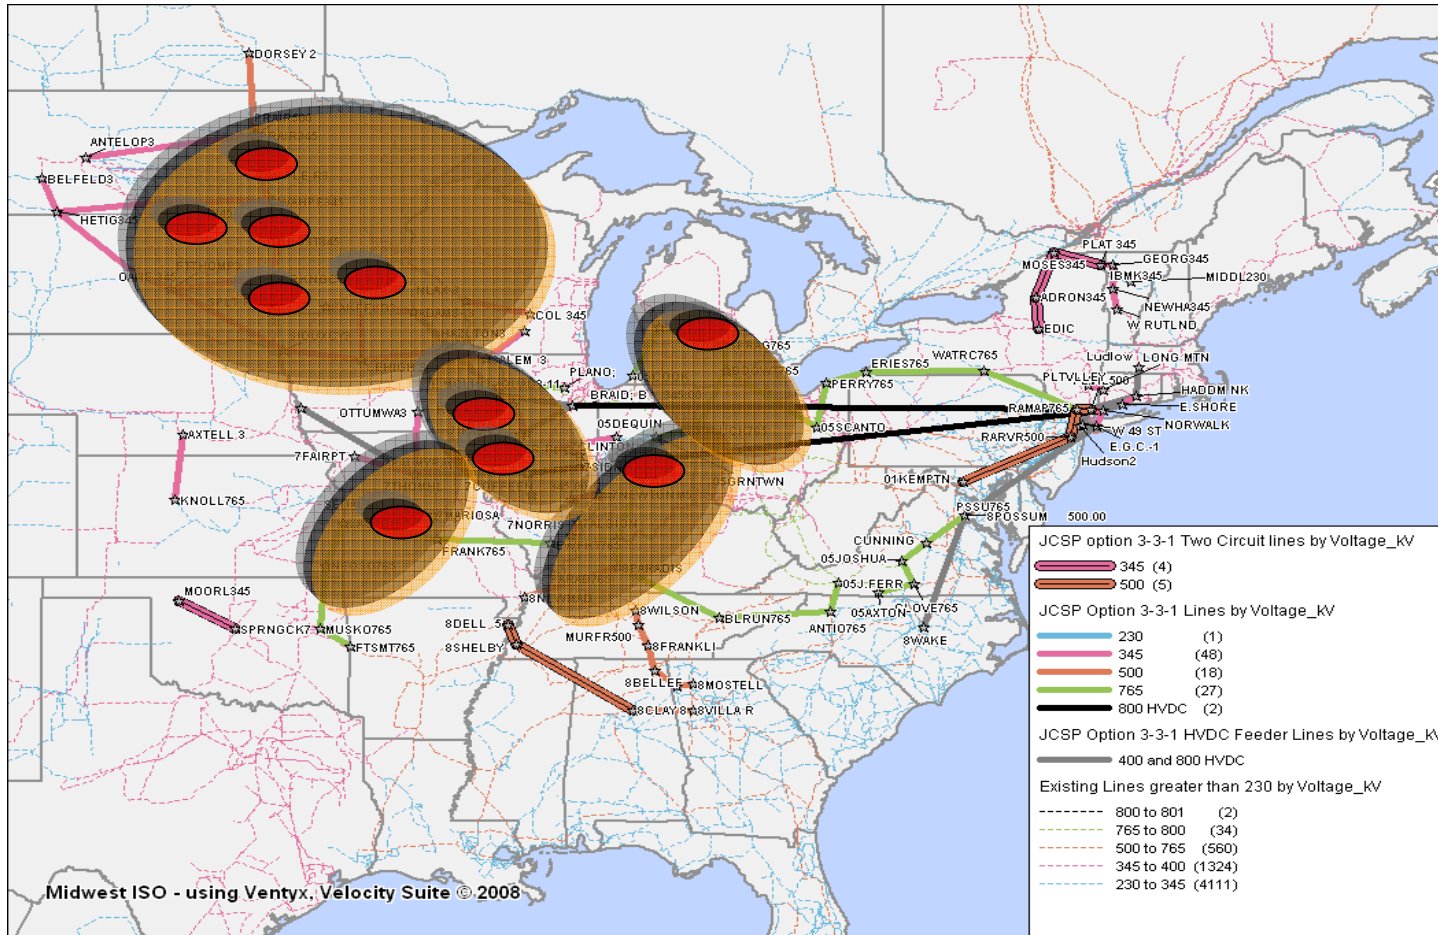 DORSEY 2
ANTELOP3
BELFELD3
HETIG345
PLAT 345
MOSES345
GEORG345
IBMK345
MIDDL230
ADRON345
NEWHA345
W RUTLND
EDIC
COL 345
ERIES765
WATRC765
Ludlow
LONG MTN
PLANO;
PERRY765
PLTVLLEY
HADDM NK
BRAID; B
RAMAP765
E.SHORE
OTTUMWA3
05DEQUIN
05SCANTO
NORWALK
W 49 ST
AXTELL 3
RARVR500
E.G.C.-1
Hudson2
7FAIRPT
01KEMPTN
KNOLL765
PSSU765
8POSSUM
500.00
7NORRIS
FRANK765
CUNNING
05JOSHUA
05J.FERR
MOORL345
CLOVE765
05AXTON
8WILSON
BLRUN765
ANTIO765
SPRNGCK7
MUSKO765
8DELL 5
MURFR500
8WAKE
FTSMT765
8SHELBY
8FRANKLI
8BELLEF
8MOSTELL
8CLAY 8
8VILLA R
JCSP option 3-3-1 Two Circuit lines by Voltage_kV
345 (4)
500 (5)
JCSP Option 3-3-1 Lines by Voltage_kV
230 (1)
345 (48)
500 (18)
765 (27)
800 HVDC (2)
JCSP Option 3-3-1 HVDC Feeder Lines by Voltage_kV
400 and 800 HVDC
Existing Lines greater than 230 by Voltage_kV
800 to 801 (2)
765 to 800 (34)
500 to 765 (560)
345 to 400 (1324)
230 to 345 (4111)
Midwest ISO - using Ventyx, Velocity Suite © 2008